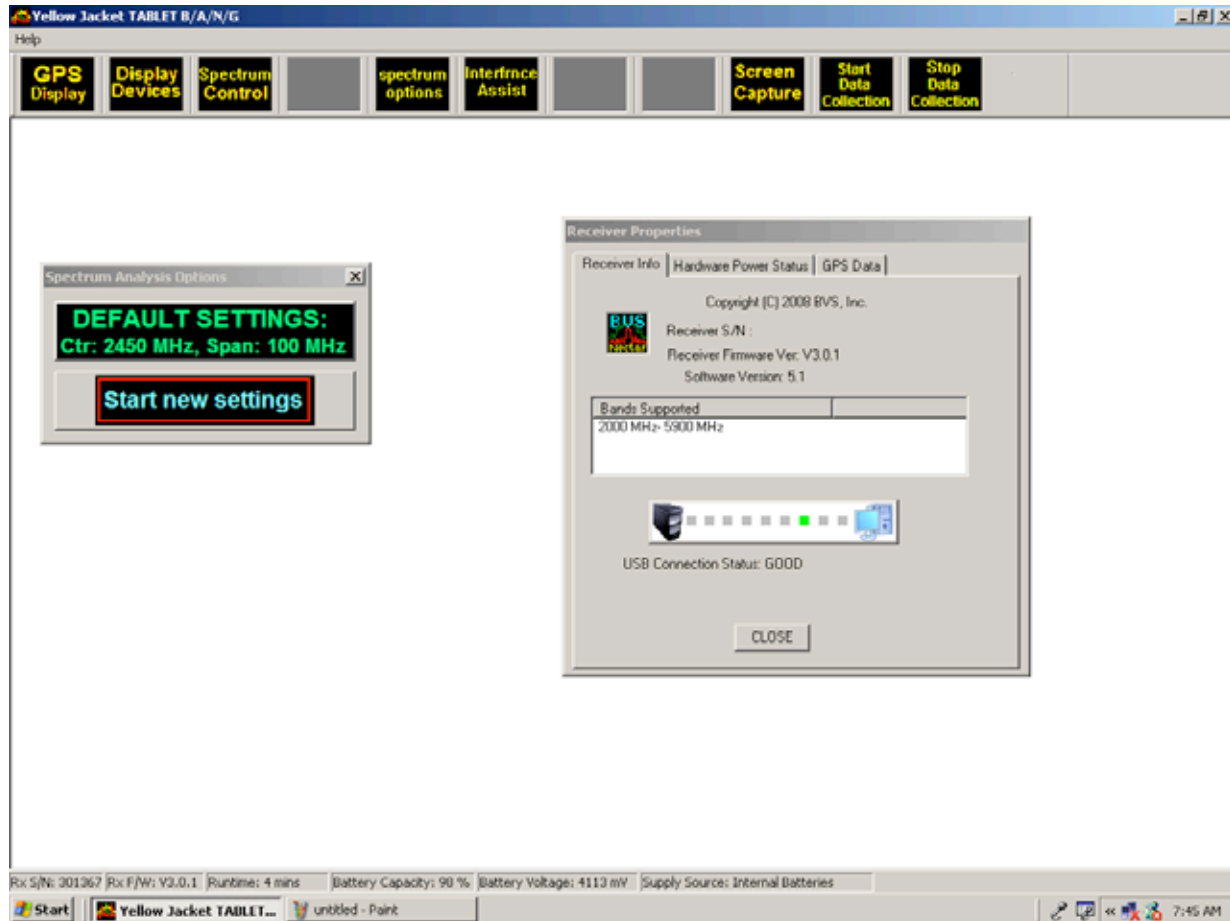 Yellow Jacket TABLET B/A/N/G
Help
GPS Display
Display Devices
Spectrum Control
spectrum options
Interfrnce Assist
Screen Capture
Start Data Collection
Stop Data Collection
Spectrum Analysis Options
DEFAULT SETTINGS:
Ctr: 2450 MHz, Span: 100 MHz
Start new settings
Receiver Properties
Receiver Info Hardware Power Status GPS Data
Copyright (C) 2008 BVS, Inc.
BVS
Nectar
Receiver S/N :
Receiver Firmware Ver: V3.0.1
Software Version: 5.1
Bands Supported
2000 MHz- 5900 MHz
USB Connection Status: GOOD
CLOSE
Rx S/N: 301367 Rx F/W: V3.0.1 Runtime: 4 mins Battery Capacity: 98 % Battery Voltage: 4113 mV Supply Source: Internal Batteries
Start Yellow Jacket TABLET... untitled - Paint « 7:45 AM